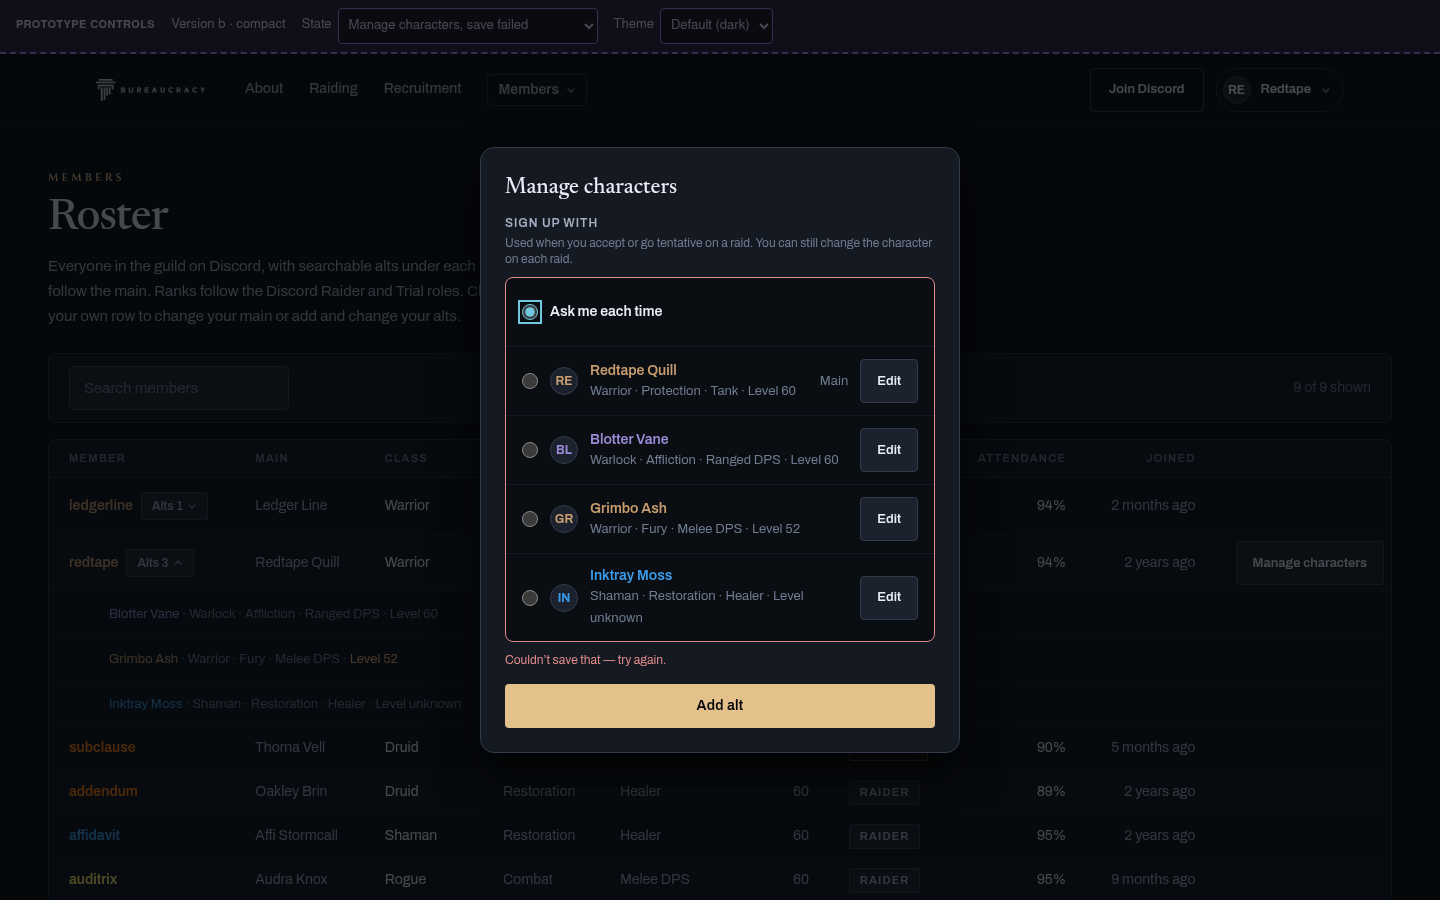 PROTOTYPE CONTROLS Version b · compact State Manage characters, save failed Theme Default (dark)
BUREAUCRACY About Raiding Recruitment Members Join Discord RE Redtape
MEMBERS
Roster
Everyone in the guild on Discord, with searchable alts under each
follow the main. Ranks follow the Discord Raider and Trial roles.
your own row to change your main or add and change your alts.
Search members 9 of 9 shown
MEMBER MAIN CLASS ATTENDANCE JOINED
ledgerline Alts 1 Ledger Line Warrior 94% 2 months ago
redtape Alts 3 Redtape Quill Warrior 94% 2 years ago Manage characters
Blotter Vane · Warlock · Affliction · Ranged DPS · Level 60
Grimbo Ash · Warrior · Fury · Melee DPS · Level 52
Inktray Moss · Shaman · Restoration · Healer · Level unknown
subclause Thorna Vell Druid 90% 5 months ago
addendum Oakley Brin Druid Restoration Healer 60 RAIDER 89% 2 years ago
affidavit Affi Stormcall Shaman Restoration Healer 60 RAIDER 95% 2 years ago
auditrix Audra Knox Rogue Combat Melee DPS 60 RAIDER 95% 9 months ago
Manage characters
SIGN UP WITH
Used when you accept or go tentative on a raid. You can still change the character
on each raid.
Ask me each time
RE Redtape Quill
Warrior · Protection · Tank · Level 60 Main Edit
BL Blotter Vane
Warlock · Affliction · Ranged DPS · Level 60 Edit
GR Grimbo Ash
Warrior · Fury · Melee DPS · Level 52 Edit
IN Inktray Moss
Shaman · Restoration · Healer · Level
unknown Edit
Couldn't save that — try again.
Add alt